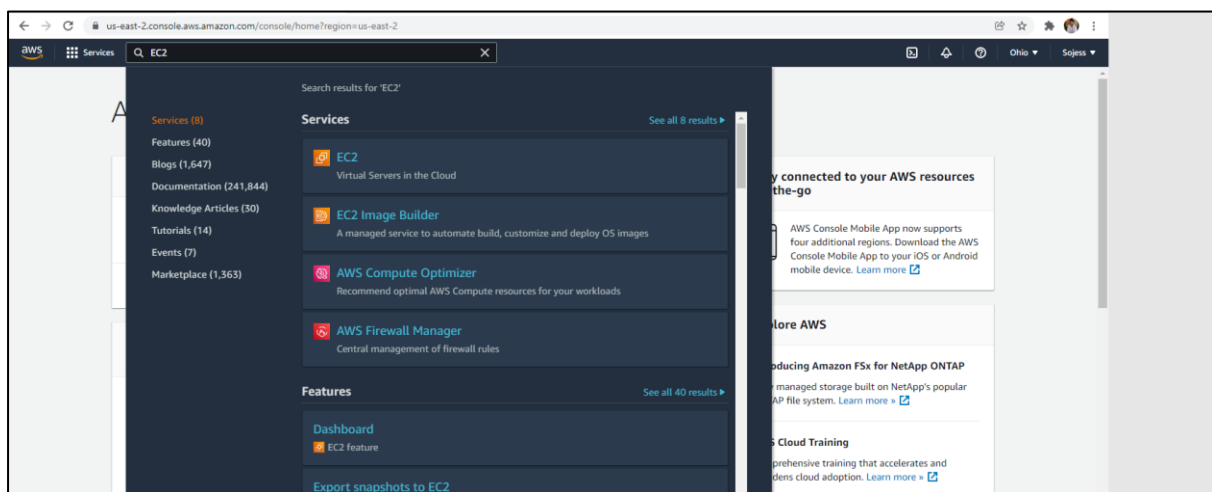 us-east-2.console.aws.amazon.com/console/home?region=us-east-2
aws
Services
EC2
Ohio ▼
Sojess ▼
A
Search results for 'EC2'
Services (8)
Features (40)
Blogs (1,647)
Documentation (241,844)
Knowledge Articles (30)
Tutorials (14)
Events (7)
Marketplace (1,363)
Services
See all 8 results ▶
EC2
Virtual Servers in the Cloud
EC2 Image Builder
A managed service to automate build, customize and deploy OS images
AWS Compute Optimizer
Recommend optimal AWS Compute resources for your workloads
AWS Firewall Manager
Central management of firewall rules
Features
See all 40 results ▶
Dashboard
EC2 feature
Export snapshots to EC2
y connected to your AWS resources
the-go
AWS Console Mobile App now supports
four additional regions. Download the AWS
Console Mobile App to your iOS or Android
mobile device. Learn more
lore AWS
oducing Amazon FSx for NetApp ONTAP
managed storage built on NetApp's popular
AP file system. Learn more »
S Cloud Training
prehensive training that accelerates and
dens cloud adoption. Learn more »